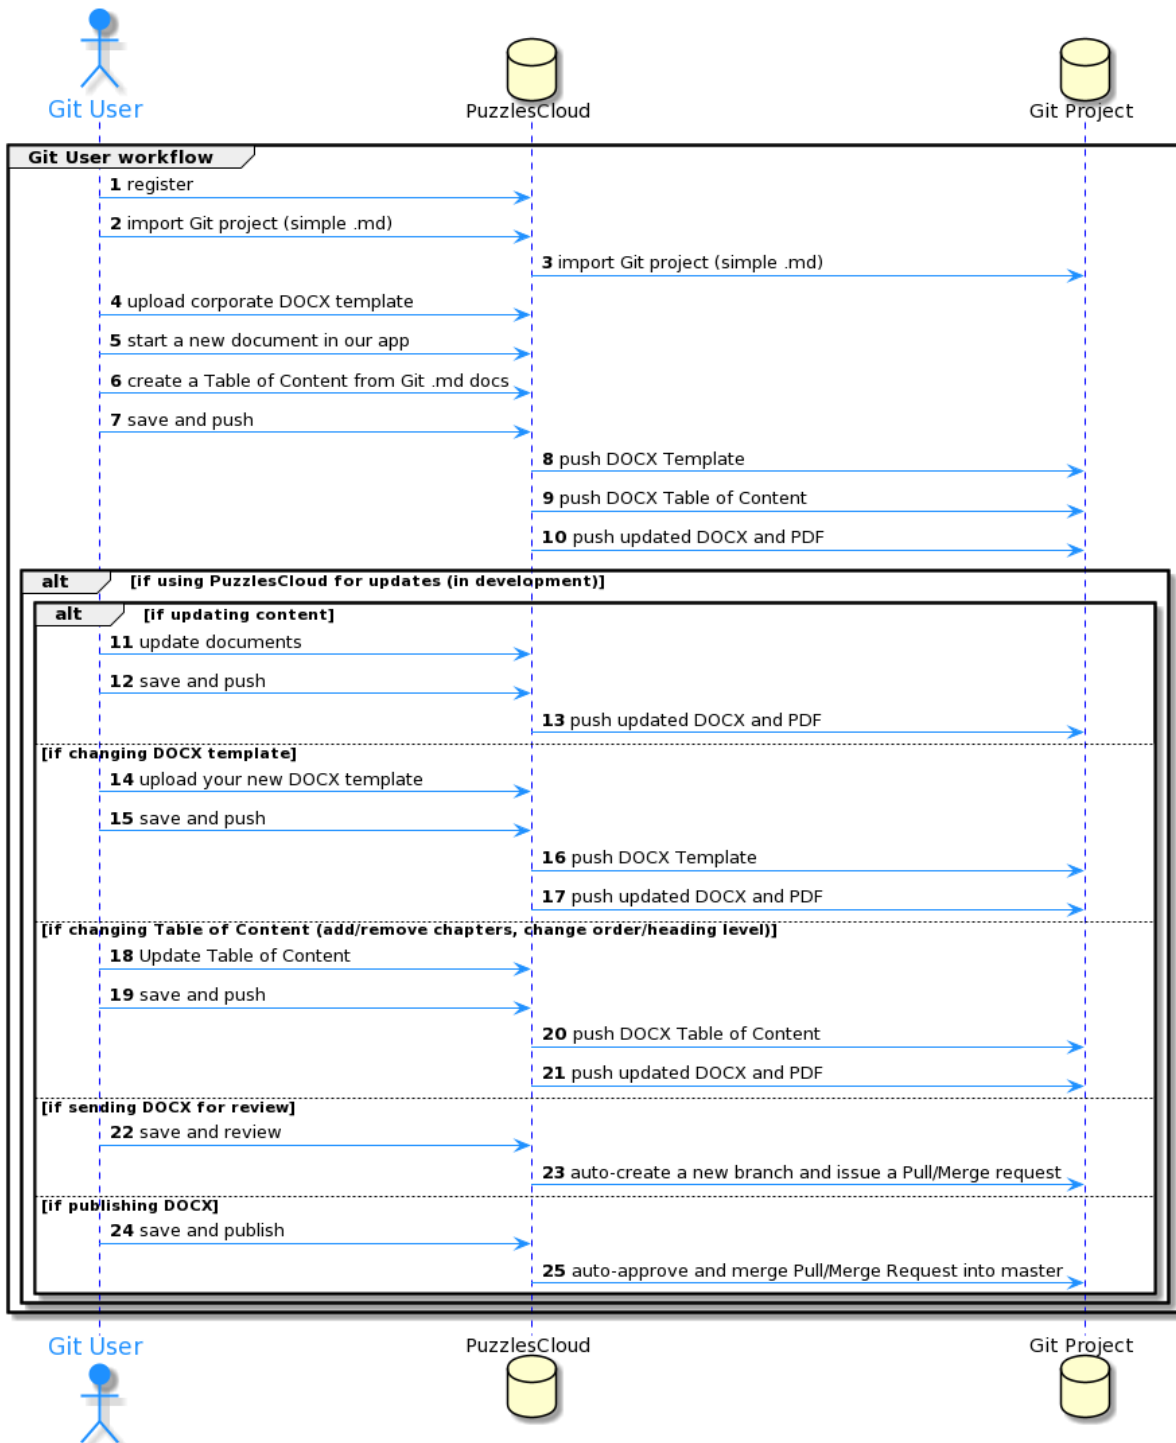 Git User
PuzzlesCloud
Git Project
Git User workflow
1 register
2 import Git project (simple .md)
3 import Git project (simple .md)
4 upload corporate DOCX template
5 start a new document in our app
6 create a Table of Content from Git .md docs
7 save and push
8 push DOCX Template
9 push DOCX Table of Content
10 push updated DOCX and PDF
alt [if using PuzzlesCloud for updates (in development)]
alt [if updating content]
11 update documents
12 save and push
13 push updated DOCX and PDF
[if changing DOCX template]
14 upload your new DOCX template
15 save and push
16 push DOCX Template
17 push updated DOCX and PDF
[if changing Table of Content (add/remove chapters, change order/heading level)]
18 Update Table of Content
19 save and push
20 push DOCX Table of Content
21 push updated DOCX and PDF
[if sending DOCX for review]
22 save and review
23 auto-create a new branch and issue a Pull/Merge request
[if publishing DOCX]
24 save and publish
25 auto-approve and merge Pull/Merge Request into master
Git User
PuzzlesCloud
Git Project